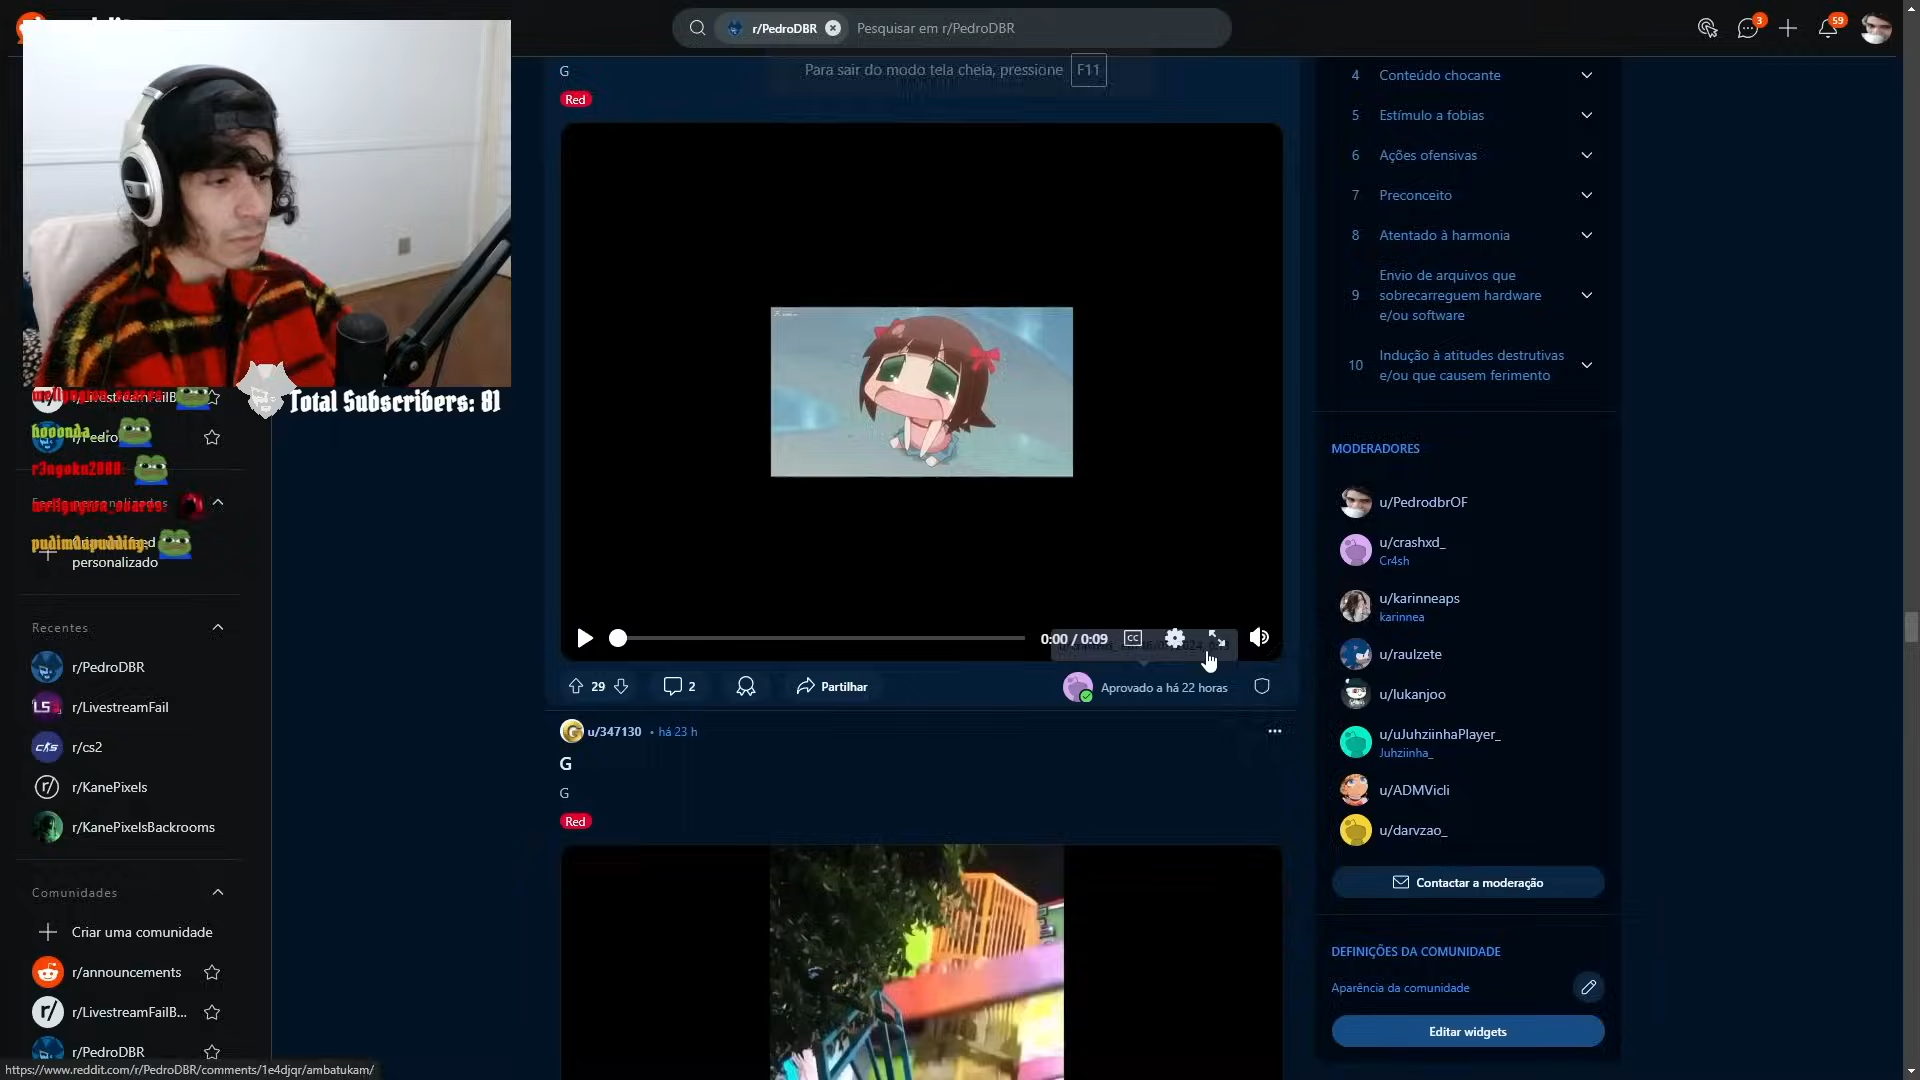 r/PedroDBR
Pesquisar em r/PedroDBR
3
59
Para sair do modo tela cheia, pressione F11
G
Red
0:00 / 0:09
CC
29
2
Partilhar
Aprovado a há 22 horas
u/347130 • há 23 h
G
G
Red
Total Subscribers: 81
hooonda_
r3ngoku2000:
pudimdupudding:
personalizado
Recentes
r/PedroDBR
r/LivestreamFail
r/cs2
r/KanePixels
r/KanePixelsBackrooms
Comunidades
Criar uma comunidade
r/announcements
r/LivestreamFailB...
r/PedroDBR
https://www.reddit.com/r/PedroDBR/comments/1e4djqr/ambatukam/
4 Conteúdo chocante
5 Estímulo a fobias
6 Ações ofensivas
7 Preconceito
8 Atentado à harmonia
9 Envio de arquivos que
sobrecarreguem hardware
e/ou software
10 Indução à atitudes destrutivas
e/ou que causem ferimento
MODERADORES
u/PedrodbrOF
u/crashxd_
Cr4sh
u/karinneaps
karinnea
u/raulzete
u/lukanjoo
u/uJuhziinhaPlayer_
Juhziinha_
u/ADMVicli
u/darvzao_
Contactar a moderação
DEFINIÇÕES DA COMUNIDADE
Aparência da comunidade
Editar widgets